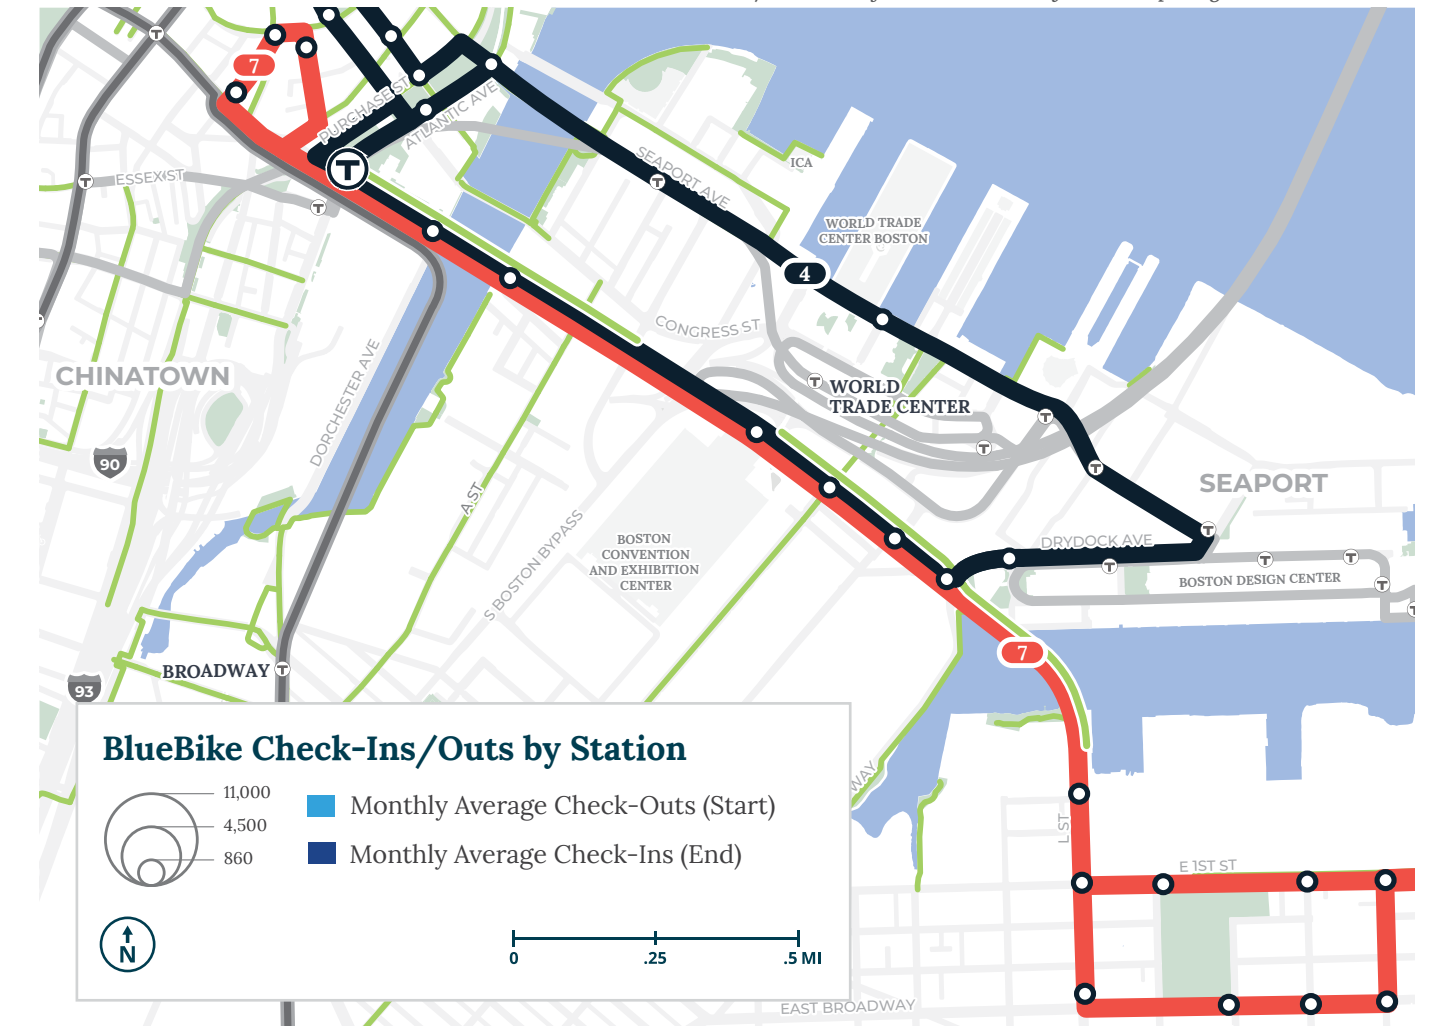 7
PURCHASE ST
ATLANTIC AVE
T
T
ESSEX ST
T
T
SEAPORT AVE
T
ICA
WORLD TRADE
CENTER BOSTON
4
CONGRESS ST
CHINATOWN
DORCHESTER AVE
T
WORLD
TRADE CENTER
T
T
T
90
A ST
SEAPORT
S BOSTON BYPASS
BOSTON
CONVENTION
AND EXHIBITION
CENTER
DRYDOCK AVE
T
T
T
T
BOSTON DESIGN CENTER
T
T
7
BROADWAY
T
93
BlueBike Check-Ins/Outs by Station
11,000
4,500
860
Monthly Average Check-Outs (Start)
Monthly Average Check-Ins (End)
N
0 .25 .5 MI
WAY
L ST
E 1ST ST
EAST BROADWAY